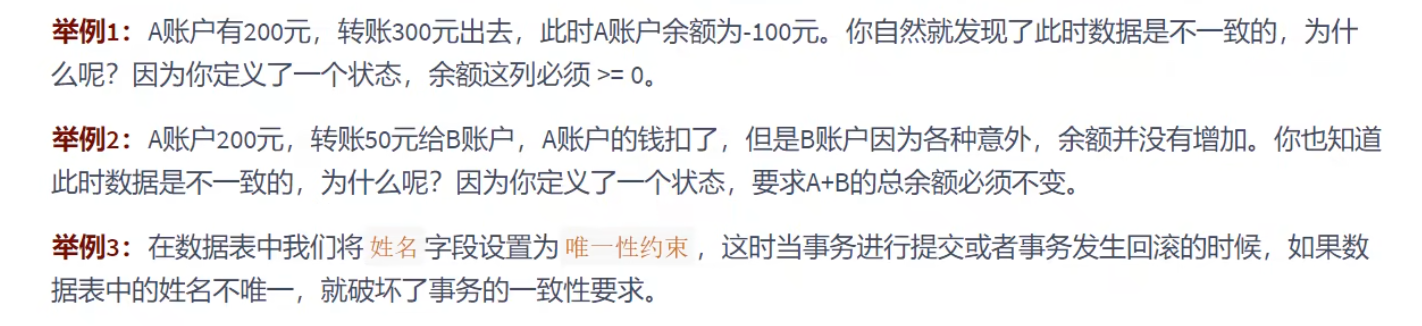 举例1：A账户有200元，转账300元出去，此时A账户余额为-100元。你自然就发现了此时数据是不一致的，为什
么呢？因为你定义了一个状态，余额这列必须 >= 0。
举例2：A账户200元，转账50元给B账户，A账户的钱扣了，但是B账户因为各种意外，余额并没有增加。你也知道
此时数据是不一致的，为什么呢？因为你定义了一个状态，要求A+B的总余额必须不变。
举例3：在数据表中我们将 姓名 字段设置为 唯一性约束 ，这时当事务进行提交或者事务发生回滚的时候，如果数
据表中的姓名不唯一，就破坏了事务的一致性要求。